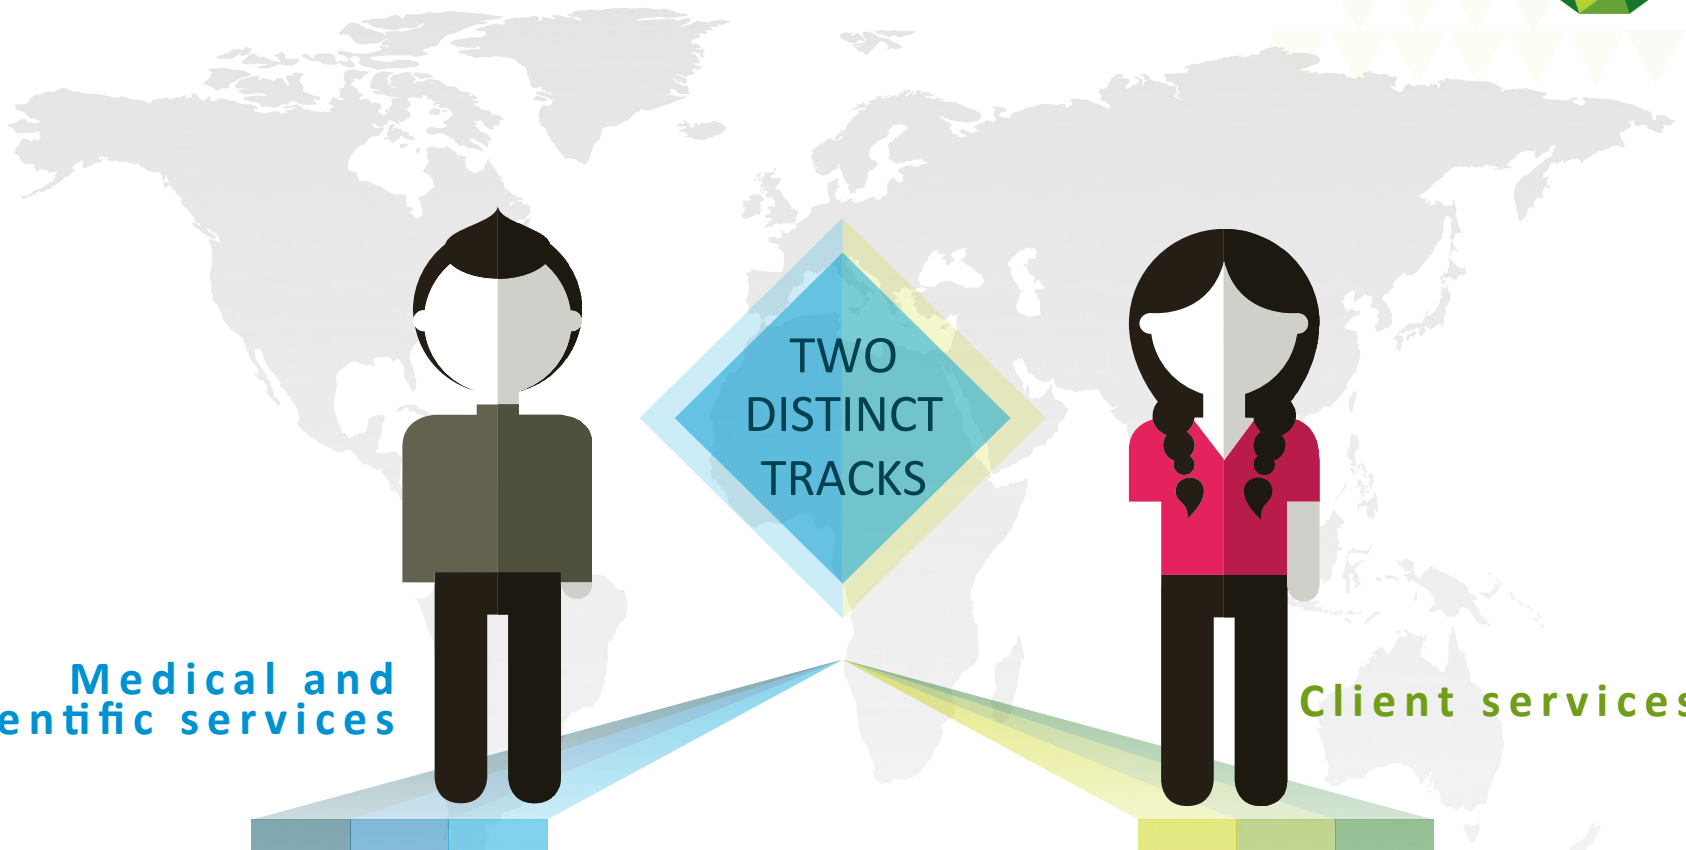 TWO
DISTINCT
TRACKS
Medical and
entific services
Client services